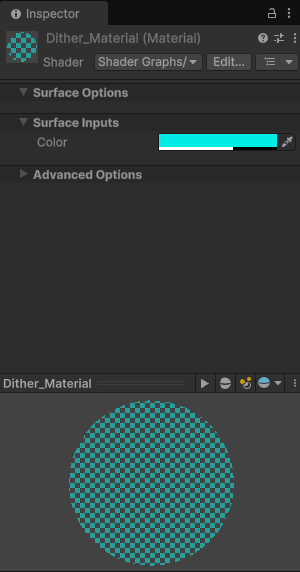 Inspector
Dither_Material (Material)
Shader Shader Graphs/ Edit...
Surface Options
Surface Inputs
Color
Advanced Options
Dither_Material